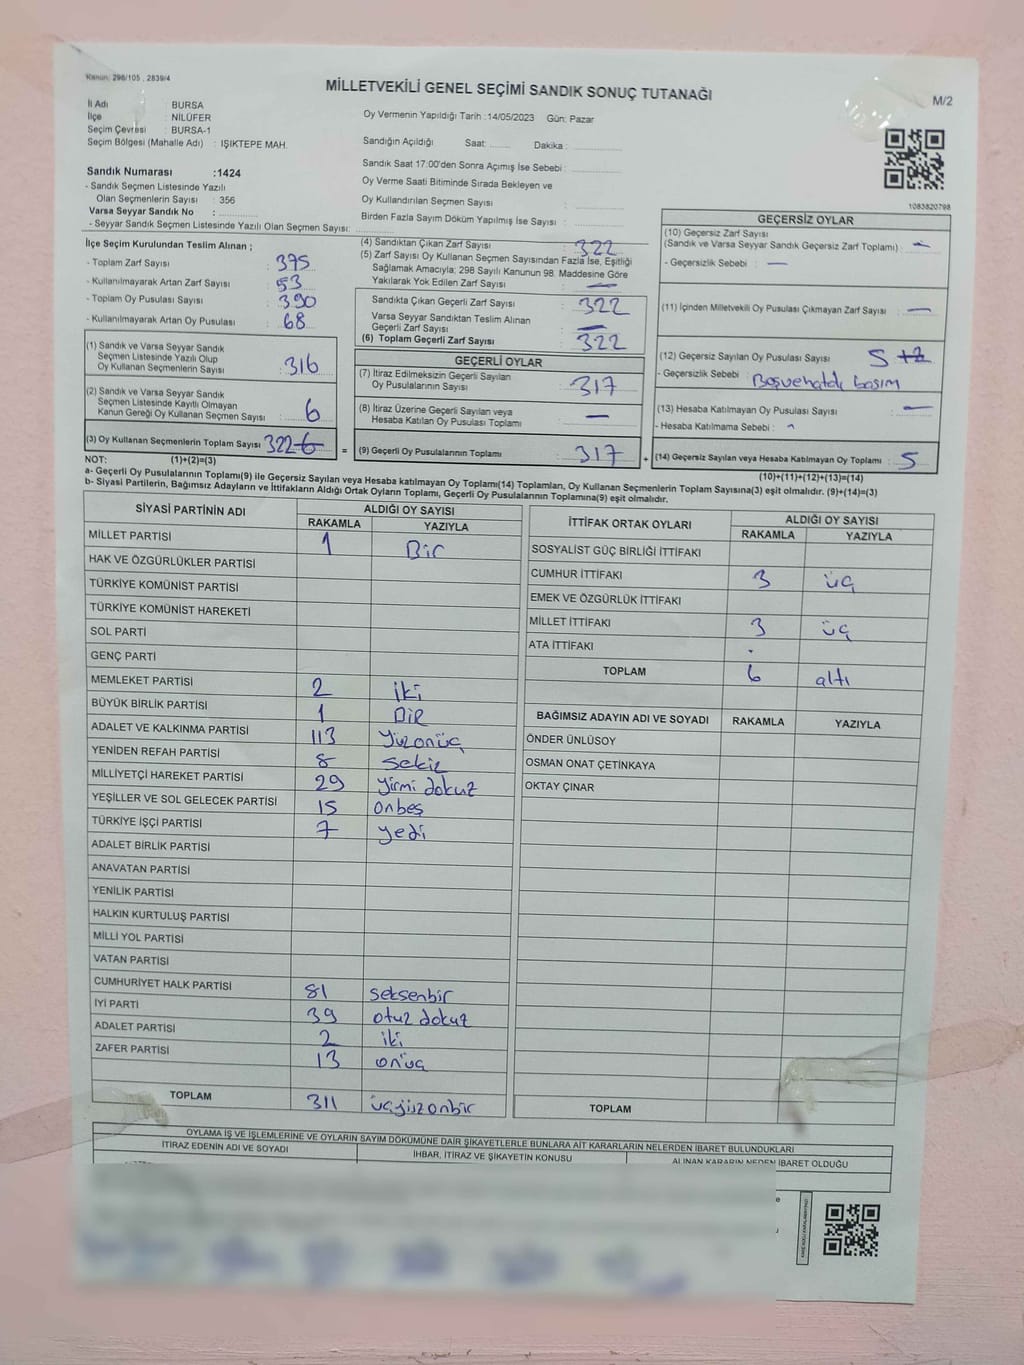 Kanun: 298/105 , 2839/4
MİLLETVEKİLİ GENEL SEÇİMİ SANDIK SONUÇ TUTANAĞI
M/2
İl Adı : BURSA
İlçe : NİLÜFER
Seçim Çevresi : BURSA-1
Seçim Bölgesi (Mahalle Adı) : IŞIKTEPE MAH.
Sandık Numarası :1424
- Sandık Seçmen Listesinde Yazılı
Olan Seçmenlerin Sayısı : 356
Varsa Seyyar Sandık No :
- Seyyar Sandık Seçmen Listesinde Yazılı Olan Seçmen Sayısı:
Oy Vermenin Yapıldığı Tarih :14/05/2023 Gün: Pazar
Sandığın Açıldığı Saat: Dakika :
Sandık Saat 17:00'den Sonra Açımış İse Sebebi :
Oy Verme Saati Bitiminde Sırada Bekleyen ve
Oy Kullandırılan Seçmen Sayısı :
Birden Fazla Sayım Döküm Yapılmış İse Sayısı :
1083820798
İlçe Seçim Kurulundan Teslim Alınan ;
- Toplam Zarf Sayısı : 375
- Kullanılmayarak Artan Zarf Sayısı : 53
- Toplam Oy Pusulası Sayısı : 390
- Kullanılmayarak Artan Oy Pusulası : 68
(1) Sandık ve Varsa Seyyar Sandık
Seçmen Listesinde Yazılı Olup
Oy Kullanan Seçmenlerin Sayısı : 316
(2) Sandık ve Varsa Seyyar Sandık
Seçmen Listesinde Kayıtlı Olmayan
Kanun Gereği Oy Kullanan Seçmen Sayısı : 6
(3) Oy Kullanan Seçmenlerin Toplam Sayısı : 322 6
(4) Sandıktan Çıkan Zarf Sayısı : 322
(5) Zarf Sayısı Oy Kullanan Seçmen Sayısından Fazla İse, Eşitliği
Sağlamak Amacıyla; 298 Sayılı Kanunun 98. Maddesine Göre
Yakılarak Yok Edilen Zarf Sayısı : —
Sandıkta Çıkan Geçerli Zarf Sayısı : 322
Varsa Seyyar Sandıktan Teslim Alınan
Geçerli Zarf Sayısı : —
(6) Toplam Geçerli Zarf Sayısı : 322
GEÇERLİ OYLAR
(7) İtiraz Edilmeksizin Geçerli Sayılan
Oy Pusulalarının Sayısı : 317
(8) İtiraz Üzerine Geçerli Sayılan veya
Hesaba Katılan Oy Pusulası Toplamı : —
= (9) Geçerli Oy Pusulalarının Toplamı : 317 +
GEÇERSİZ OYLAR
(10) Geçersiz Zarf Sayısı
(Sandık ve Varsa Seyyar Sandık Geçersiz Zarf Toplamı) : —
- Geçersizlik Sebebi : —
(11) İçinden Milletvekili Oy Pusulası Çıkmayan Zarf Sayısı : —
(12) Geçersiz Sayılan Oy Pusulası Sayısı : 5
- Geçersizlik Sebebi : Boş ve hatalı basım
(13) Hesaba Katılmayan Oy Pusulası Sayısı : —
- Hesaba Katılmama Sebebi : -
(14) Geçersiz Sayılan veya Hesaba Katılmayan Oy Toplamı : 5
NOT: (1)+(2)=(3)
(10)+(11)+(12)+(13)=(14)
a- Geçerli Oy Pusulalarının Toplamı(9) ile Geçersiz Sayılan veya Hesaba katılmayan Oy Toplamı(14) Toplamları, Oy Kullanan Seçmenlerin Toplam Sayısına(3) eşit olmalıdır. (9)+(14)=(3)
b- Siyasi Partilerin, Bağımsız Adayların ve İttifakların Aldığı Ortak Oyların Toplamı, Geçerli Oy Pusulalarının Toplamına(9) eşit olmalıdır.
SİYASİ PARTİNİN ADI ALDIĞI OY SAYISI
RAKAMLA YAZIYLA
MİLLET PARTİSİ 1 Bir
HAK VE ÖZGÜRLÜKLER PARTİSİ
TÜRKİYE KOMÜNİST PARTİSİ
TÜRKİYE KOMÜNİST HAREKETİ
SOL PARTİ
GENÇ PARTİ
MEMLEKET PARTİSİ 2 iki
BÜYÜK BİRLİK PARTİSİ 1 BİR
ADALET VE KALKINMA PARTİSİ 113 Yüzonüç
YENİDEN REFAH PARTİSİ 8 sekiz
MİLLİYETÇİ HAREKET PARTİSİ 29 yirmi dokuz
YEŞİLLER VE SOL GELECEK PARTİSİ 15 onbeş
TÜRKİYE İŞÇİ PARTİSİ 7 yedi
ADALET BİRLİK PARTİSİ
ANAVATAN PARTİSİ
YENİLİK PARTİSİ
HALKIN KURTULUŞ PARTİSİ
MİLLİ YOL PARTİSİ
VATAN PARTİSİ
CUMHURİYET HALK PARTİSİ 81 seksenbir
İYİ PARTİ 39 otuz dokuz
ADALET PARTİSİ 2 iki
ZAFER PARTİSİ 13 onüç
TOPLAM 311 üçyüzonbir
İTTİFAK ORTAK OYLARI ALDIĞI OY SAYISI
RAKAMLA YAZIYLA
SOSYALİST GÜÇ BİRLİĞİ İTTİFAKI
CUMHUR İTTİFAKI 3 üç
EMEK VE ÖZGÜRLÜK İTTİFAKI
MİLLET İTTİFAKI 3 üç
ATA İTTİFAKI
TOPLAM 6 altı
BAĞIMSIZ ADAYIN ADI VE SOYADI RAKAMLA YAZIYLA
ÖNDER ÜNLÜSOY
OSMAN ONAT ÇETİNKAYA
OKTAY ÇINAR
TOPLAM
OYLAMA İŞ VE İŞLEMLERİNE VE OYLARIN SAYIM DÖKÜMÜNE DAİR ŞİKAYETLERLE BUNLARA AİT KARARLARIN NELERDEN İBARET BULUNDUKLARI
İTİRAZ EDENİN ADI VE SOYADI İHBAR, İTİRAZ VE ŞİKAYETİN KONUSU ALINAN KARARIN NEDEN İBARET OLDUĞU